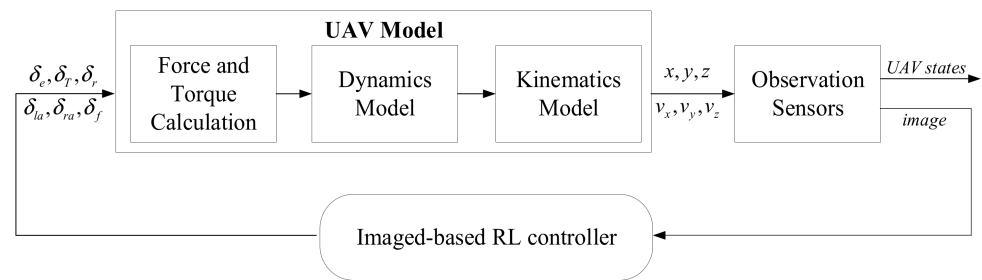 UAV Model
δe, δT, δr
δla, δra, δf
Force and
Torque
Calculation
Dynamics
Model
Kinematics
Model
x, y, z
vx, vy, vz
Observation
Sensors
UAV states
image
Imaged-based RL controller